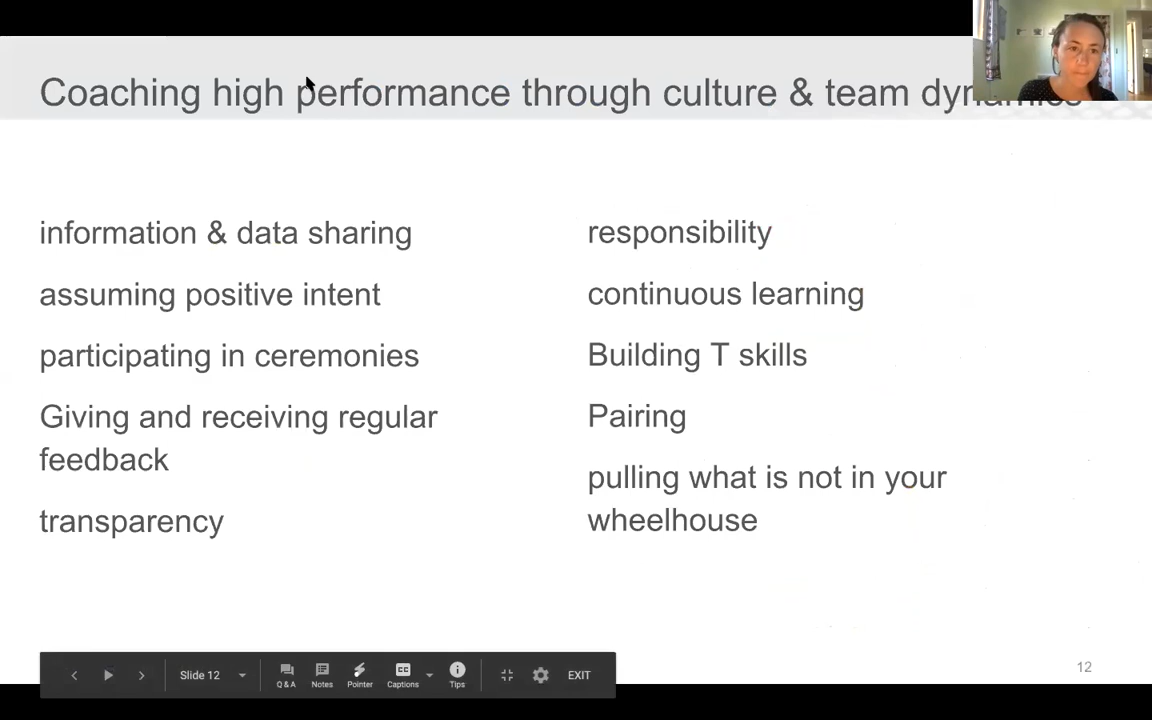 Coaching high performance through culture & team dynamics
information & data sharing
assuming positive intent
participating in ceremonies
Giving and receiving regular
feedback
transparency
responsibility
continuous learning
Building T skills
Pairing
pulling what is not in your
wheelhouse
12
Slide 12
Q & A
Notes
Pointer
CC
Captions
Tips
EXIT